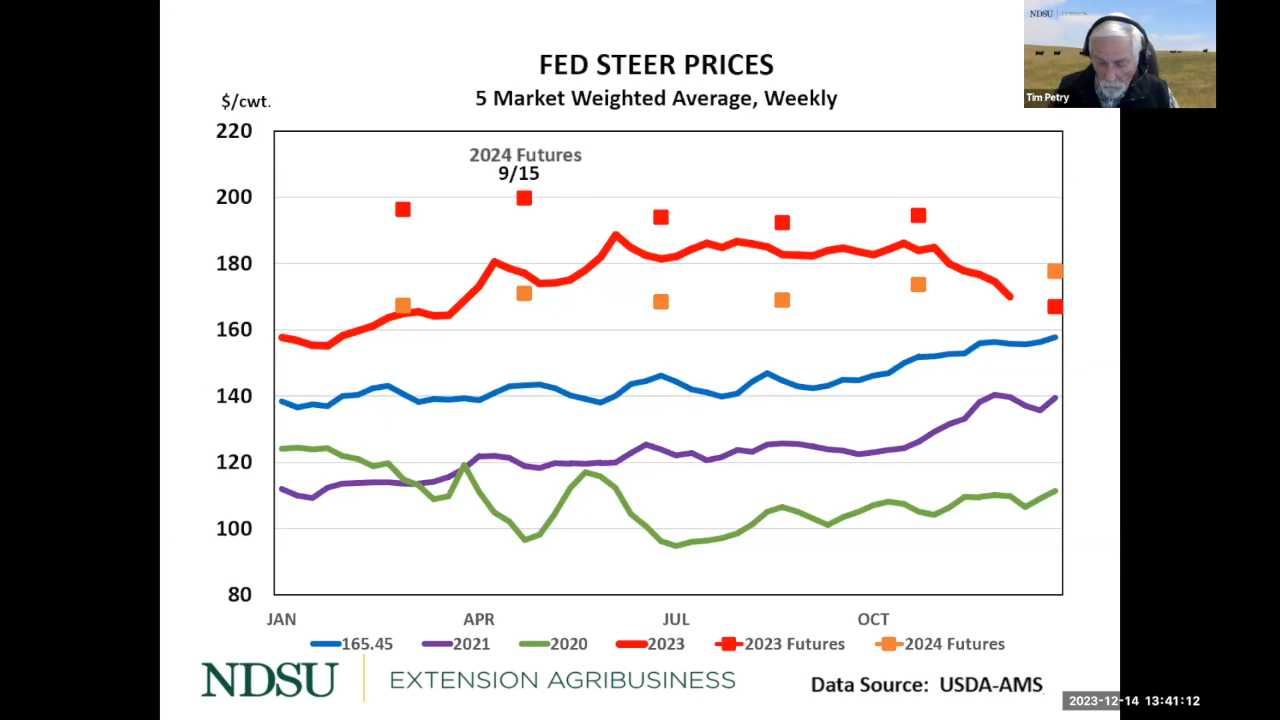 NDSU EXTENSION
FED STEER PRICES
5 Market Weighted Average, Weekly
$/cwt.
Tim Petry
220
2024 Futures
9/15
200
180
160
140
120
100
80
JAN APR JUL OCT
165.45 2021 2020 2023 2023 Futures 2024 Futures
NDSU EXTENSION AGRIBUSINESS
Data Source: USDA-AMS
2023-12-14 13:41:12